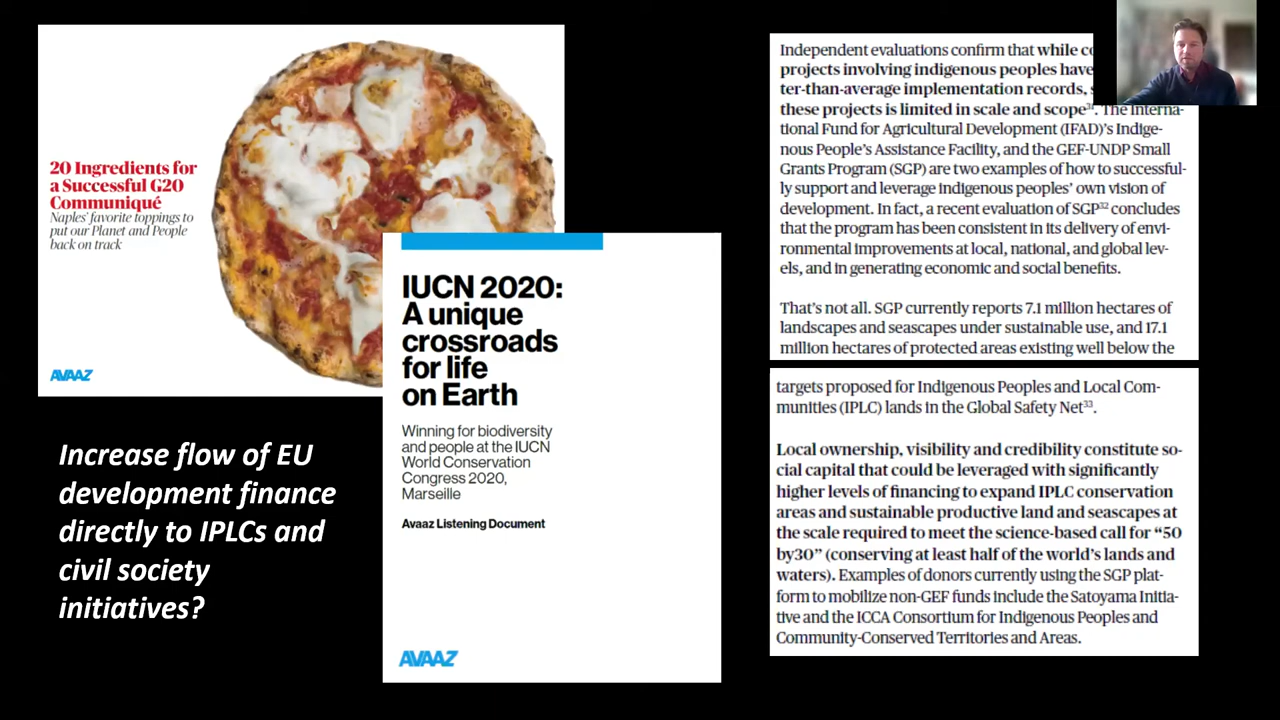 20 Ingredients for
a Successful G20
Communiqué
Naples' favorite toppings to
put our Planet and People
back on track
AVAAZ
Increase flow of EU
development finance
directly to IPLCs and
civil society
initiatives?
IUCN 2020:
A unique
crossroads
for life
on Earth
Winning for biodiversity
and people at the IUCN
World Conservation
Congress 2020,
Marseille
Avaaz Listening Document
AVAAZ
Independent evaluations confirm that while
projects involving indigenous peoples have
ter-than-average implementation records,
these projects is limited in scale and scope³¹. The Interna-
tional Fund for Agricultural Development (IFAD)'s Indige-
nous People's Assistance Facility, and the GEF-UNDP Small
Grants Program (SGP) are two examples of how to successful-
ly support and leverage indigenous peoples' own vision of
development. In fact, a recent evaluation of SGP³² concludes
that the program has been consistent in its delivery of envi-
ronmental improvements at local, national, and global lev-
els, and in generating economic and social benefits.
That's not all. SGP currently reports 7.1 million hectares of
landscapes and seascapes under sustainable use, and 17.1
million hectares of protected areas existing well below the
targets proposed for Indigenous Peoples and Local Com-
munities (IPLC) lands in the Global Safety Net³³.
Local ownership, visibility and credibility constitute so-
cial capital that could be leveraged with significantly
higher levels of financing to expand IPLC conservation
areas and sustainable productive land and seascapes at
the scale required to meet the science-based call for “50
by30” (conserving at least half of the world's lands and
waters). Examples of donors currently using the SGP plat-
form to mobilize non-GEF funds include the Satoyama Initia-
tive and the ICCA Consortium for Indigenous Peoples and
Community-Conserved Territories and Areas.